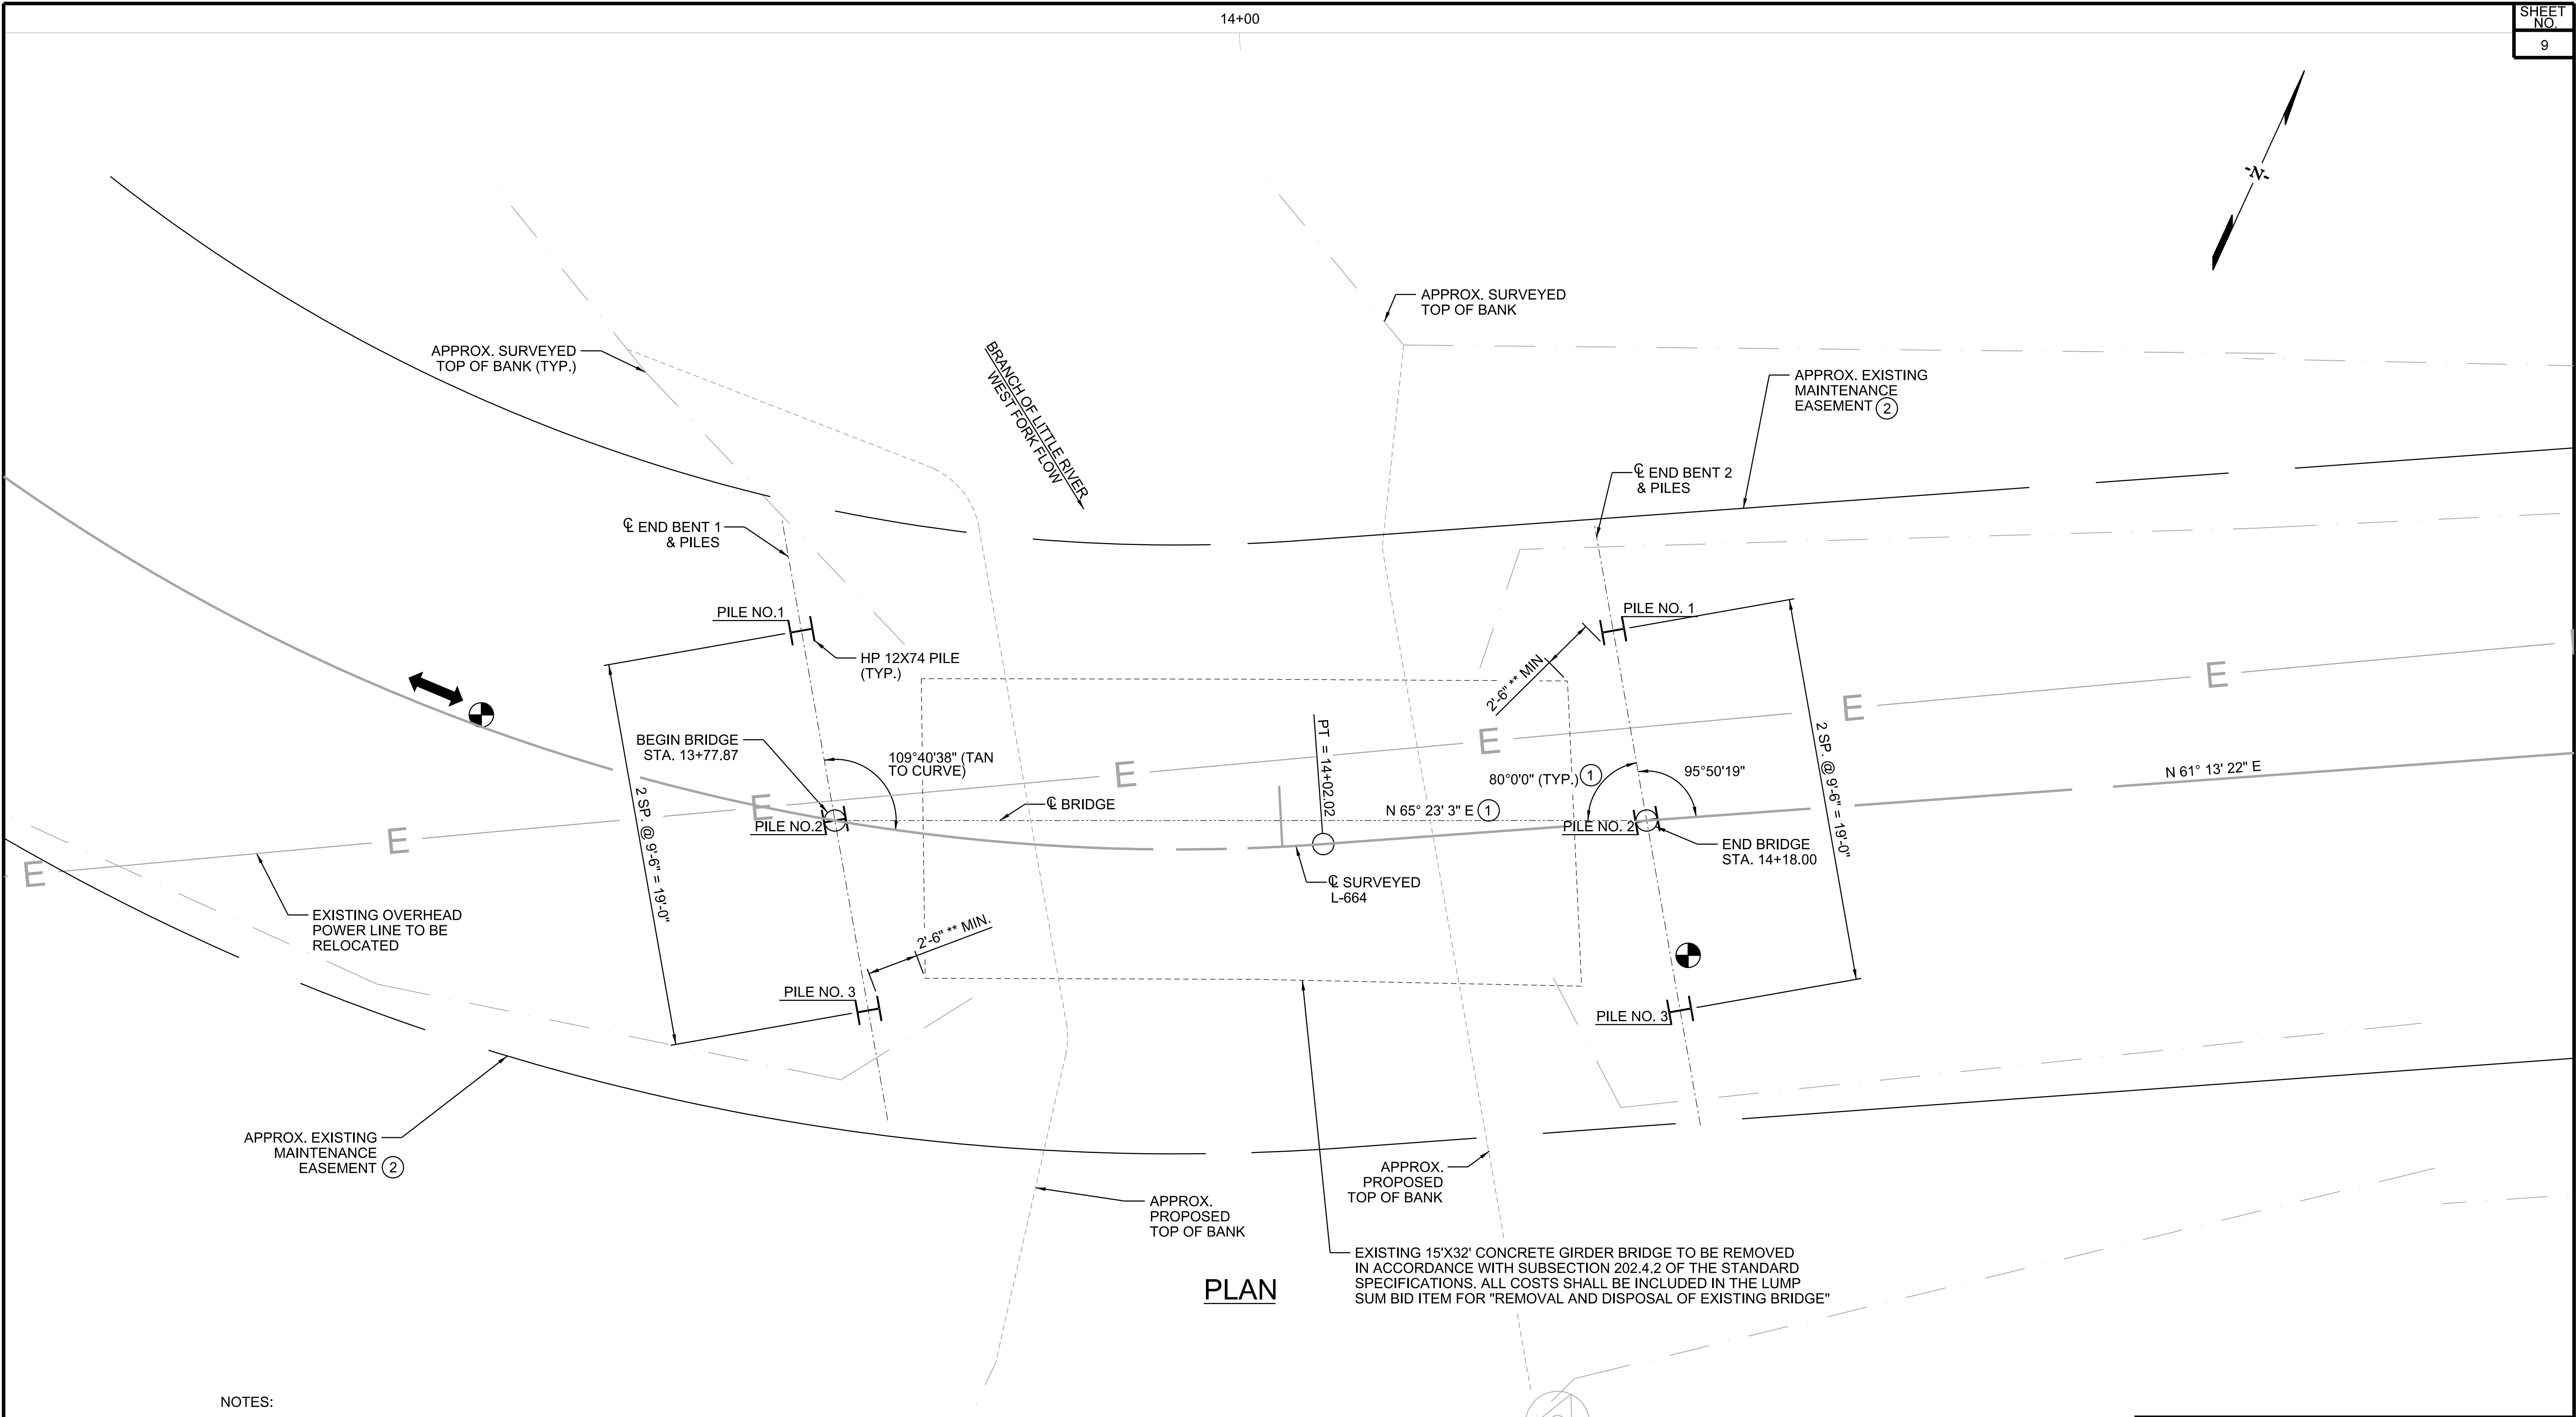 14+00
SHEET
NO.
9
-N-
APPROX. SURVEYED
TOP OF BANK
APPROX. SURVEYED
TOP OF BANK (TYP.)
BRANCH OF LITTLE RIVER
WEST FORK FLOW
APPROX. EXISTING
MAINTENANCE
EASEMENT 2
℄ END BENT 2
& PILES
℄ END BENT 1
& PILES
PILE NO.1
PILE NO. 1
HP 12X74 PILE
(TYP.)
2'-6" ** MIN.
BEGIN BRIDGE
STA. 13+77.87
109°40'38" (TAN
TO CURVE)
PT = 14+02.02
80°0'0" (TYP.) 1
95°50'19"
N 61° 13' 22" E
℄ BRIDGE
N 65° 23' 3" E 1
PILE NO.2
PILE NO. 2
2 SP. @ 9'-6" = 19'-0"
2 SP. @ 9'-6" = 19'-0"
E E E E E E E
END BRIDGE
STA. 14+18.00
℄ SURVEYED
L-664
EXISTING OVERHEAD
POWER LINE TO BE
RELOCATED
2'-6" ** MIN.
PILE NO. 3
PILE NO. 3
APPROX. EXISTING
MAINTENANCE
EASEMENT 2
APPROX.
PROPOSED
TOP OF BANK
APPROX.
PROPOSED
TOP OF BANK
EXISTING 15'X32' CONCRETE GIRDER BRIDGE TO BE REMOVED
IN ACCORDANCE WITH SUBSECTION 202.4.2 OF THE STANDARD
SPECIFICATIONS. ALL COSTS SHALL BE INCLUDED IN THE LUMP
SUM BID ITEM FOR "REMOVAL AND DISPOSAL OF EXISTING BRIDGE"
PLAN
NOTES: